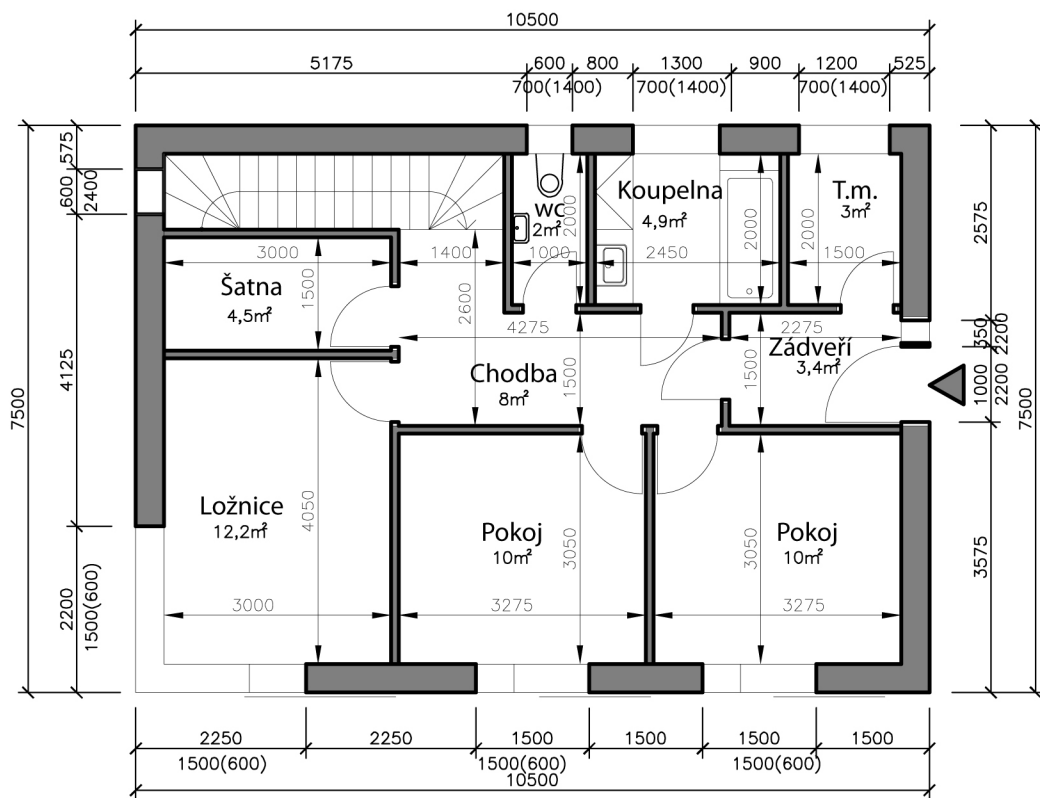 10500
5175 600 800 1300 900 1200 525
700(1400) 700(1400) 700(1400)
7500
575
600
2400
4125
2200
1500(600)
Koupelna
4,9m²
WC
2m²
T.m.
3m²
2000
2000
2000
3000
1400
1000
2450
1500
Šatna
4,5m²
1500
2600
4275
2275
Zádveří
3,4m²
Chodba
8m²
1500
1500
2575
350
2200
1000
2200
3575
7500
Ložnice
12,2m²
4050
Pokoj
10m²
3050
Pokoj
10m²
3050
3000
3275
3275
2250 2250 1500 1500 1500 1500
1500(600) 1500(600) 1500(600)
10500